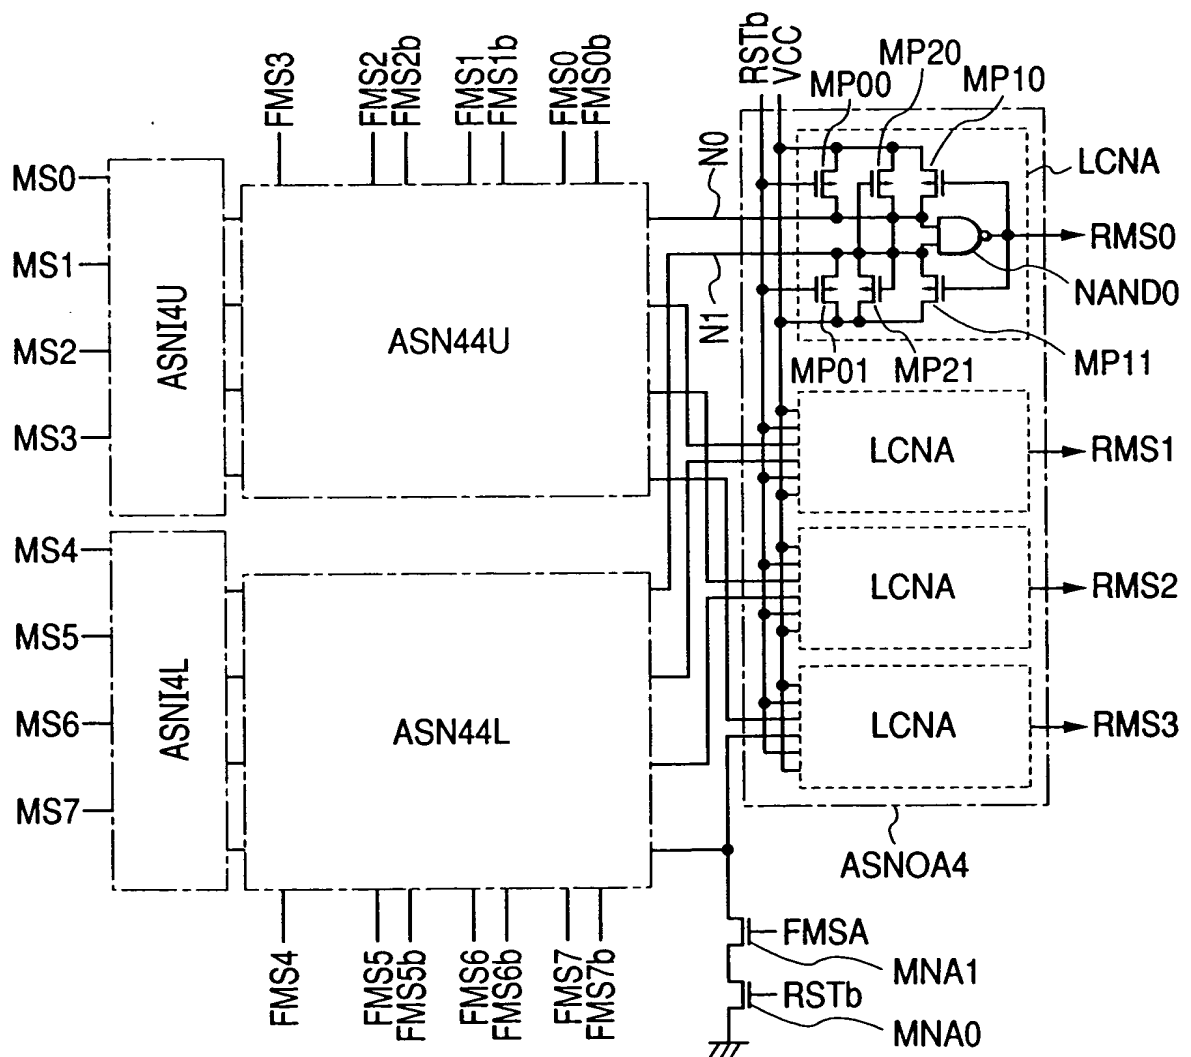 FMS3
FMS2
FMS2b
FMS1
FMS1b
FMS0
FMS0b
RSTb
VCC
MP20
MP00
MP10
MS0
MS1
MS2
MS3
ASNI4U
ASN44U
N0
N1
LCNA
RMS0
NAND0
MP01
MP21
MP11
LCNA
RMS1
MS4
MS5
MS6
MS7
ASNI4L
ASN44L
LCNA
RMS2
LCNA
RMS3
ASNOA4
FMS4
FMS5
FMS5b
FMS6
FMS6b
FMS7
FMS7b
FMSA
MNA1
RSTb
MNA0